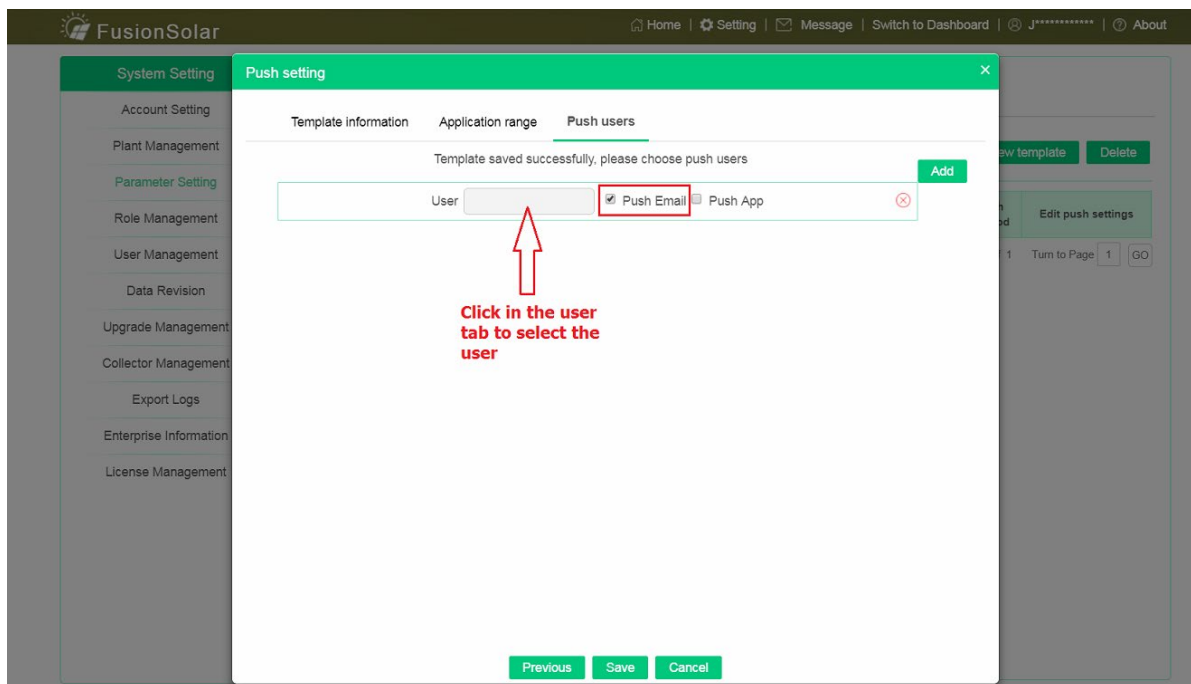 FusionSolar
Home | Setting | Message | Switch to Dashboard | J************ | About
System Setting
Account Setting
Plant Management
Parameter Setting
Role Management
User Management
Data Revision
Upgrade Management
Collector Management
Export Logs
Enterprise Information
License Management
Push setting
Template information Application range Push users
Template saved successfully, please choose push users
Add
User Push Email Push App
Click in the user
tab to select the
user
Previous Save Cancel
template Delete
Edit push settings
1 Turn to Page 1 GO